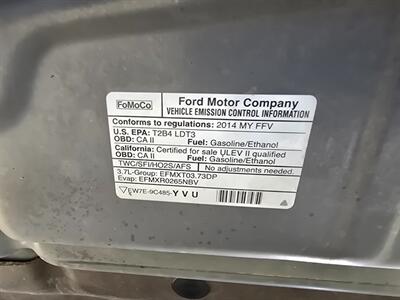 FoMoCo
Ford Motor Company
VEHICLE EMISSION CONTROL INFORMATION
Conforms to regulations: 2014 MY FFV
U.S. EPA: T2B4 LDT3
OBD: CA II Fuel: Gasoline/Ethanol
California: Certified for sale ULEV II qualified
OBD: CA II Fuel: Gasoline/Ethanol
TWC/SFI/HO2S/AFS No adjustments needed.
3.7L-Group: EFMXT03.73DP
Evap: EFMXR0265NBV
EW7E-9C485-YVU